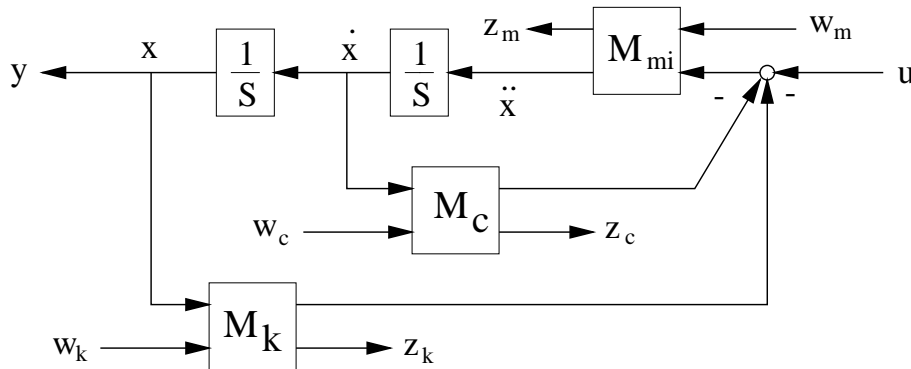 z_m
w_m
M_mi
x
ẋ
y
1
S
1
S
ẍ
-
-
u
M_c
w_c
z_c
M_k
w_k
z_k